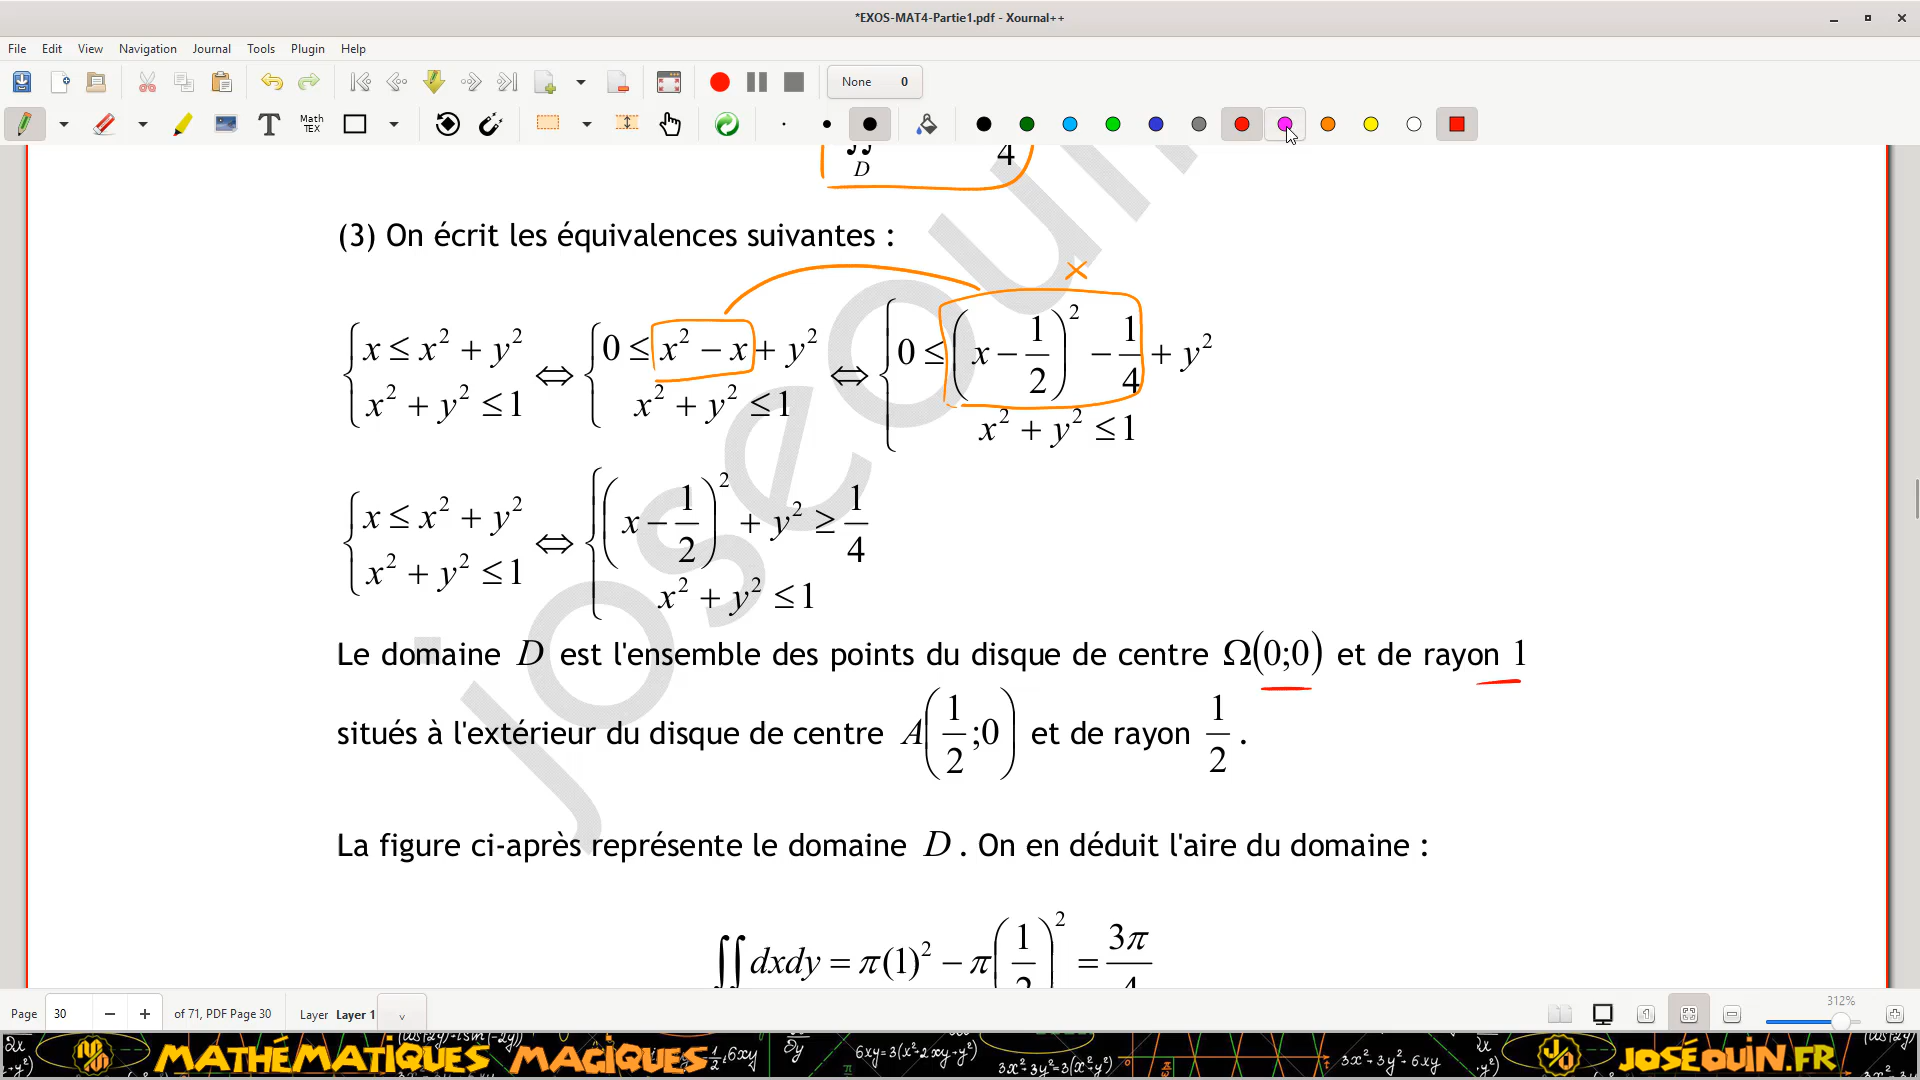 *EXOS-MAT4-Partie1.pdf - Xournal++
File Edit View Navigation Journal Tools Plugin Help
None 0
T Math TEX
∬ 4
D
(3) On écrit les équivalences suivantes :
×
{ x ≤ x² + y² ; x² + y² ≤ 1 ⇔ { 0 ≤ x² − x + y² ; x² + y² ≤ 1 ⇔ { 0 ≤ (x − 1/2)² − 1/4 + y² ; x² + y² ≤ 1
{ x ≤ x² + y² ; x² + y² ≤ 1 ⇔ { (x − 1/2)² + y² ≥ 1/4 ; x² + y² ≤ 1
Le domaine D est l'ensemble des points du disque de centre Ω(0;0) et de rayon 1
situés à l'extérieur du disque de centre A(1/2;0) et de rayon 1/2.
La figure ci-après représente le domaine D. On en déduit l'aire du domaine :
∬ dxdy = π(1)² − π(1/2)² = 3π/4
josequin
312%
Page 30 − + of 71, PDF Page 30 Layer Layer 1
MATHÉMATIQUES MAGIQUES JOSÉQUIN.FR